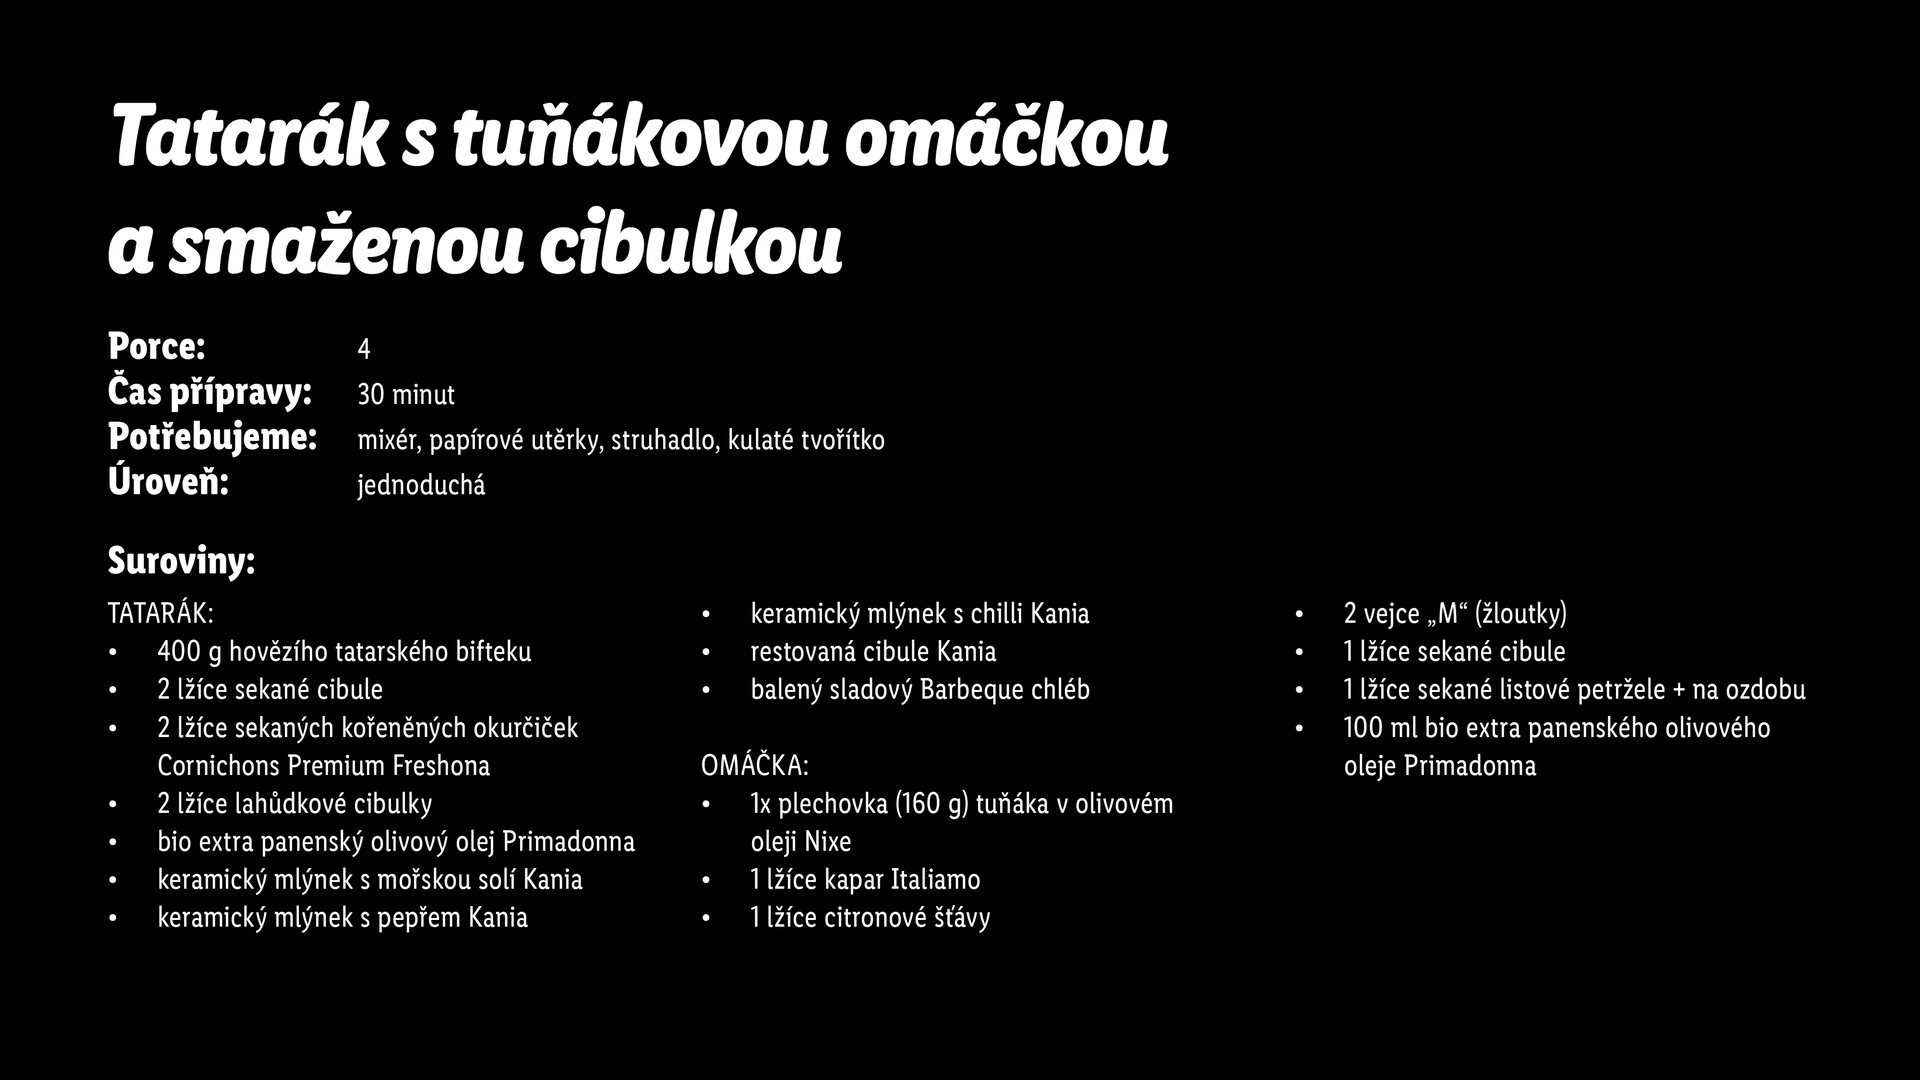 Tatarák s tuňákovou omáčkou
a smaženou cibulkou
Porce: 4
Čas přípravy: 30 minut
Potřebujeme: mixér, papírové utěrky, struhadlo, kulaté tvořítko
Úroveň: jednoduchá
Suroviny:
TATARÁK:
• 400 g hovězího tatarského bifteku
• 2 lžíce sekané cibule
• 2 lžíce sekaných kořeněných okurčiček
Cornichons Premium Freshona
• 2 lžíce lahůdkové cibulky
• bio extra panenský olivový olej Primadonna
• keramický mlýnek s mořskou solí Kania
• keramický mlýnek s pepřem Kania
• keramický mlýnek s chilli Kania
• restovaná cibule Kania
• balený sladový Barbeque chléb
OMÁČKA:
• 1x plechovka (160 g) tuňáka v olivovém
oleji Nixe
• 1 lžíce kapar Italiamo
• 1 lžíce citronové šťávy
• 2 vejce „M“ (žloutky)
• 1 lžíce sekané cibule
• 1 lžíce sekané listové petržele + na ozdobu
• 100 ml bio extra panenského olivového
oleje Primadonna